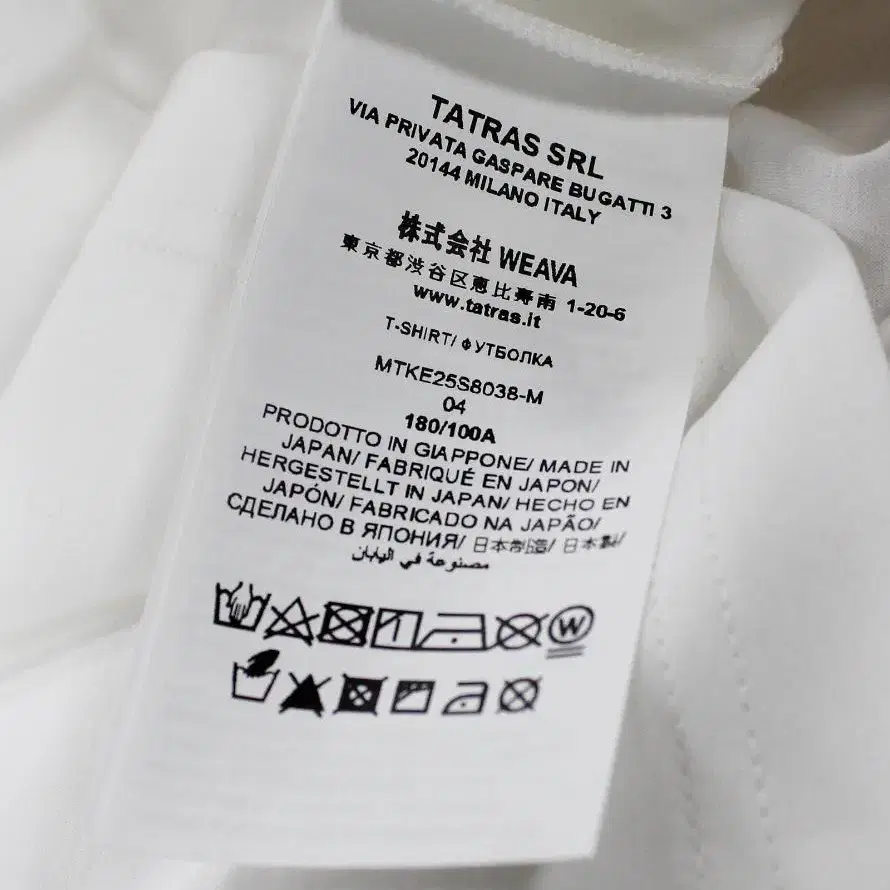 TATRAS SRL
VIA PRIVATA GASPARE BUGATTI 3
20144 MILANO ITALY
株式会社 WEAVA
東京都渋谷区恵比寿南 1-20-6
www.tatras.it
T-SHIRT/ ФУТБОЛКА
MTKE25S8038-M
04
180/100A
PRODOTTO IN GIAPPONE/ MADE IN
JAPAN/ FABRIQUÉ EN JAPON/
HERGESTELLT IN JAPAN/ HECHO EN
JAPÓN/ FABRICADO NA JAPÃO/
СДЕЛАНО В ЯПОНИЯ/ 日本制造/ 日本製/
مصنوعة في اليابان
W